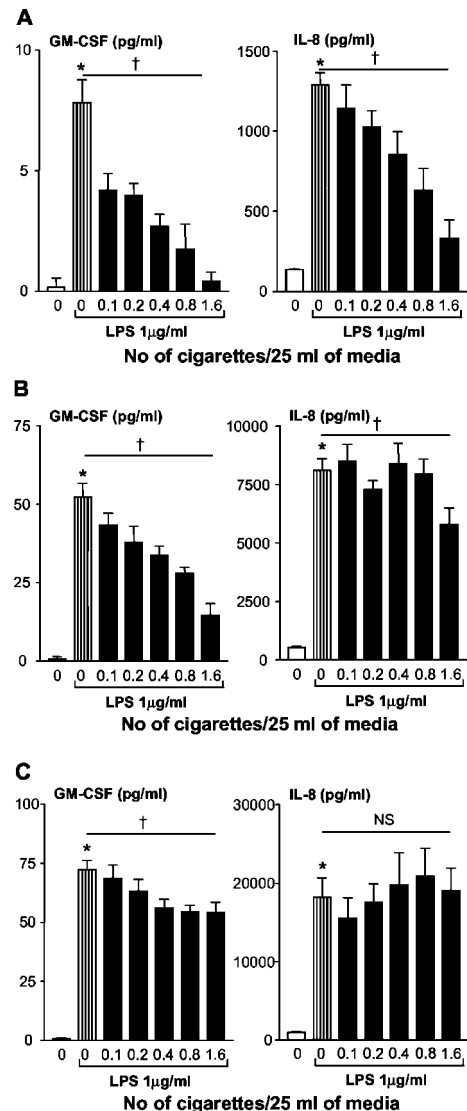 A
GM-CSF (pg/ml)
IL-8 (pg/ml)
10
5
0
*
†
0 0 0.1 0.2 0.4 0.8 1.6
LPS 1μg/ml
1500
1000
500
0
*
†
0 0 0.1 0.2 0.4 0.8 1.6
LPS 1μg/ml
No of cigarettes/25 ml of media
B
GM-CSF (pg/ml)
IL-8 (pg/ml)
75
50
25
0
*
†
0 0 0.1 0.2 0.4 0.8 1.6
LPS 1μg/ml
10000
7500
5000
2500
0
*
†
0 0 0.1 0.2 0.4 0.8 1.6
LPS 1μg/ml
No of cigarettes/25 ml of media
C
GM-CSF (pg/ml)
IL-8 (pg/ml)
100
75
50
25
0
*
†
0 0 0.1 0.2 0.4 0.8 1.6
LPS 1μg/ml
30000
20000
10000
0
*
NS
0 0 0.1 0.2 0.4 0.8 1.6
LPS 1μg/ml
No of cigarettes/25 ml of media